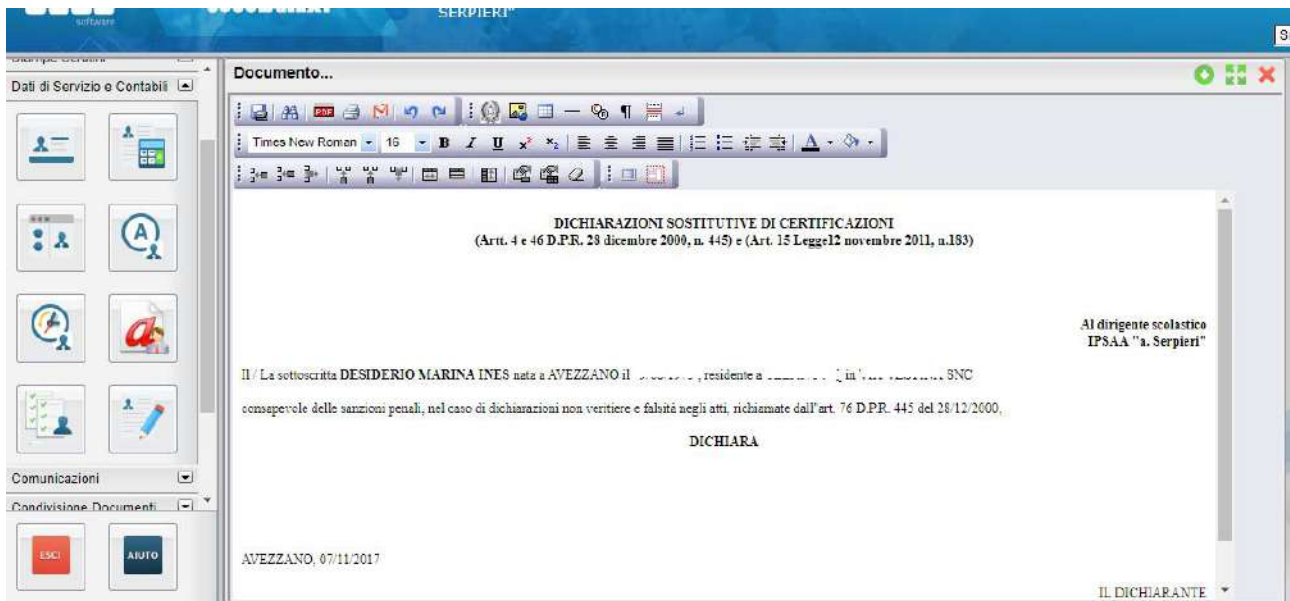 software
SERPIERI"
Dati di Servizio e Contabili
Comunicazioni
Condivisione Documenti
ESCI
AIUTO
Documento...
PDF
Times New Roman
16
B I U x² x₂
A
DICHIARAZIONI SOSTITUTIVE DI CERTIFICAZIONI
(Artt. 4 e 46 D.P.R. 28 dicembre 2000, n. 445) e (Art. 15 Legge12 novembre 2011, n.183)
Al dirigente scolastico
IPSAA "a. Serpieri"
Il / La sottoscritta DESIDERIO MARINA INES nata a AVEZZANO il , residente a in SNC
consapevole delle sanzioni penali, nel caso di dichiarazioni non veritiere e falsità negli atti, richiamate dall'art. 76 D.P.R. 445 del 28/12/2000,
DICHIARA
AVEZZANO, 07/11/2017
IL DICHIARANTE